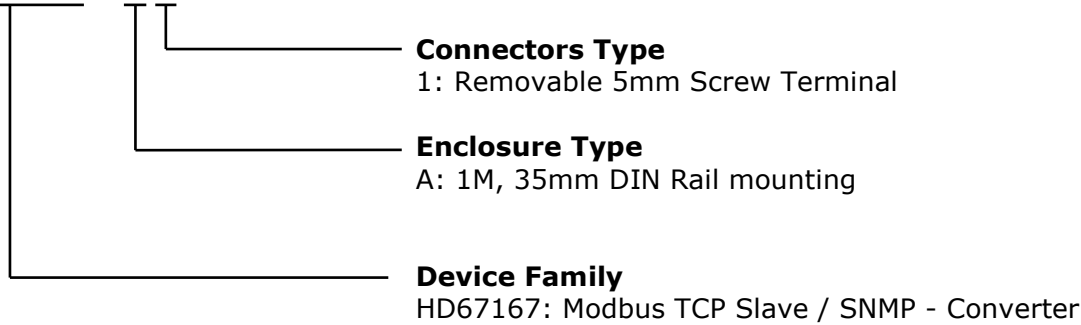 Connectors Type
1: Removable 5mm Screw Terminal
Enclosure Type
A: 1M, 35mm DIN Rail mounting
Device Family
HD67167: Modbus TCP Slave / SNMP - Converter